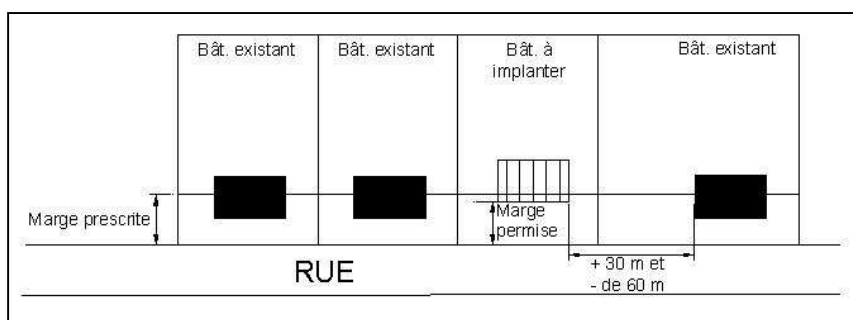 Bât. existant
Bât. existant
Bât. à
implanter
Bât. existant
Marge prescrite
Marge
permise
RUE
+ 30 m et
- de 60 m